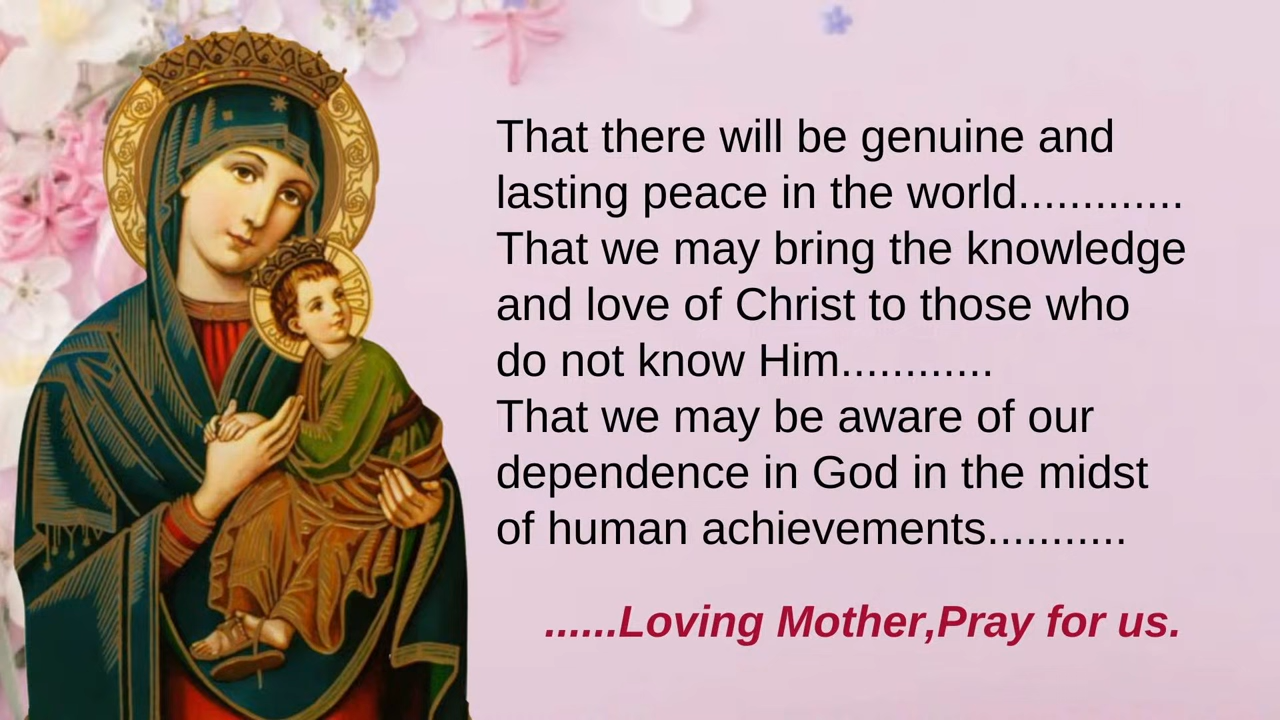 That there will be genuine and
lasting peace in the world.............
That we may bring the knowledge
and love of Christ to those who
do not know Him............
That we may be aware of our
dependence in God in the midst
of human achievements...........
......Loving Mother,Pray for us.